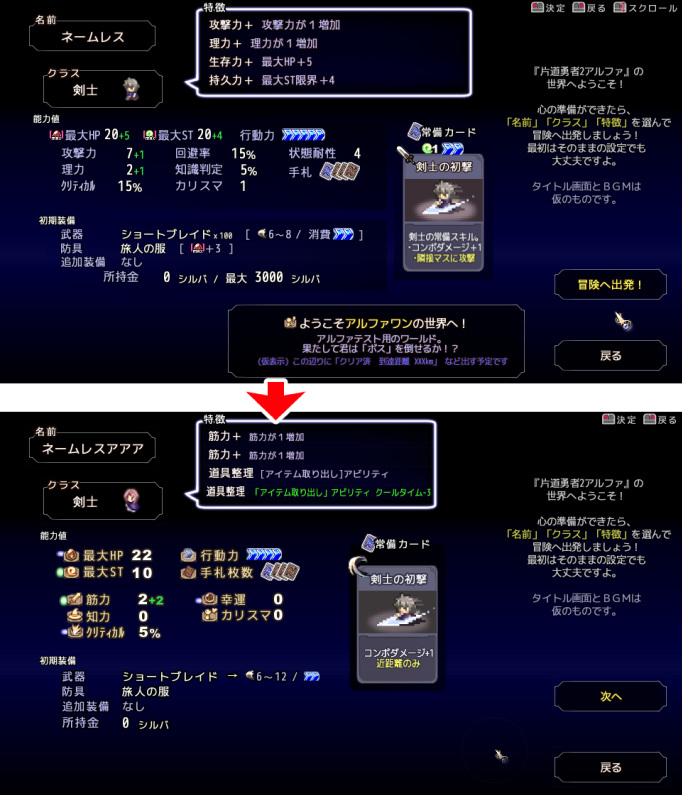 決定 戻る スクロール
名前
ネームレス
クラス
剣士
特徴
攻撃力+ 攻撃力が1増加
理力+ 理力が1増加
生存力+ 最大HP+5
持久力+ 最大ST限界+4
『片道勇者2アルファ』の
世界へようこそ!
心の準備ができたら、
「名前」「クラス」「特徴」を選んで
冒険へ出発しましょう!
最初はそのままの設定でも
大丈夫ですよ。
タイトル画面とBGMは
仮のものです。
能力値
最大HP 20+5 最大ST 20+4 行動力
攻撃力 7+1 回避率 15% 状態耐性 4
理力 2+1 知識判定 5% 手札
クリティカル 15% カリスマ 1
常備カード
1
剣士の初撃
剣士の常備スキル。
・コンボダメージ+1
・隣接マスに攻撃
初期装備
武器 ショートブレイド×100 [ 6~8 / 消費 ]
防具 旅人の服 [ +3 ]
追加装備 なし
所持金 0 シルバ / 最大 3000 シルバ
冒険へ出発!
戻る
ようこそアルファワンの世界へ!
アルファテスト用のワールド。
果たして君は「ボス」を倒せるか!?
(仮表示) この辺りに「クリア済 到達距離 XXXkm」 など出す予定です
決定 戻る
名前
ネームレスアアア
クラス
剣士
特徴
筋力+ 筋力が1増加
筋力+ 筋力が1増加
道具整理 [アイテム取り出し]アビリティ
道具整理 「アイテム取り出し」アビリティ クールタイム-3
『片道勇者2アルファ』の
世界へようこそ!
心の準備ができたら、
「名前」「クラス」「特徴」を選んで
冒険へ出発しましょう!
最初はそのままの設定でも
大丈夫ですよ。
タイトル画面とBGMは
仮のものです。
能力値
最大HP 22 行動力
最大ST 10 手札枚数
筋力 2+2 幸運 0
知力 0 カリスマ 0
クリティカル 5%
常備カード
剣士の初撃
コンボダメージ+1
近距離のみ
初期装備
武器 ショートブレイド → 6~12 /
防具 旅人の服
追加装備 なし
所持金 0 シルバ
次へ
戻る